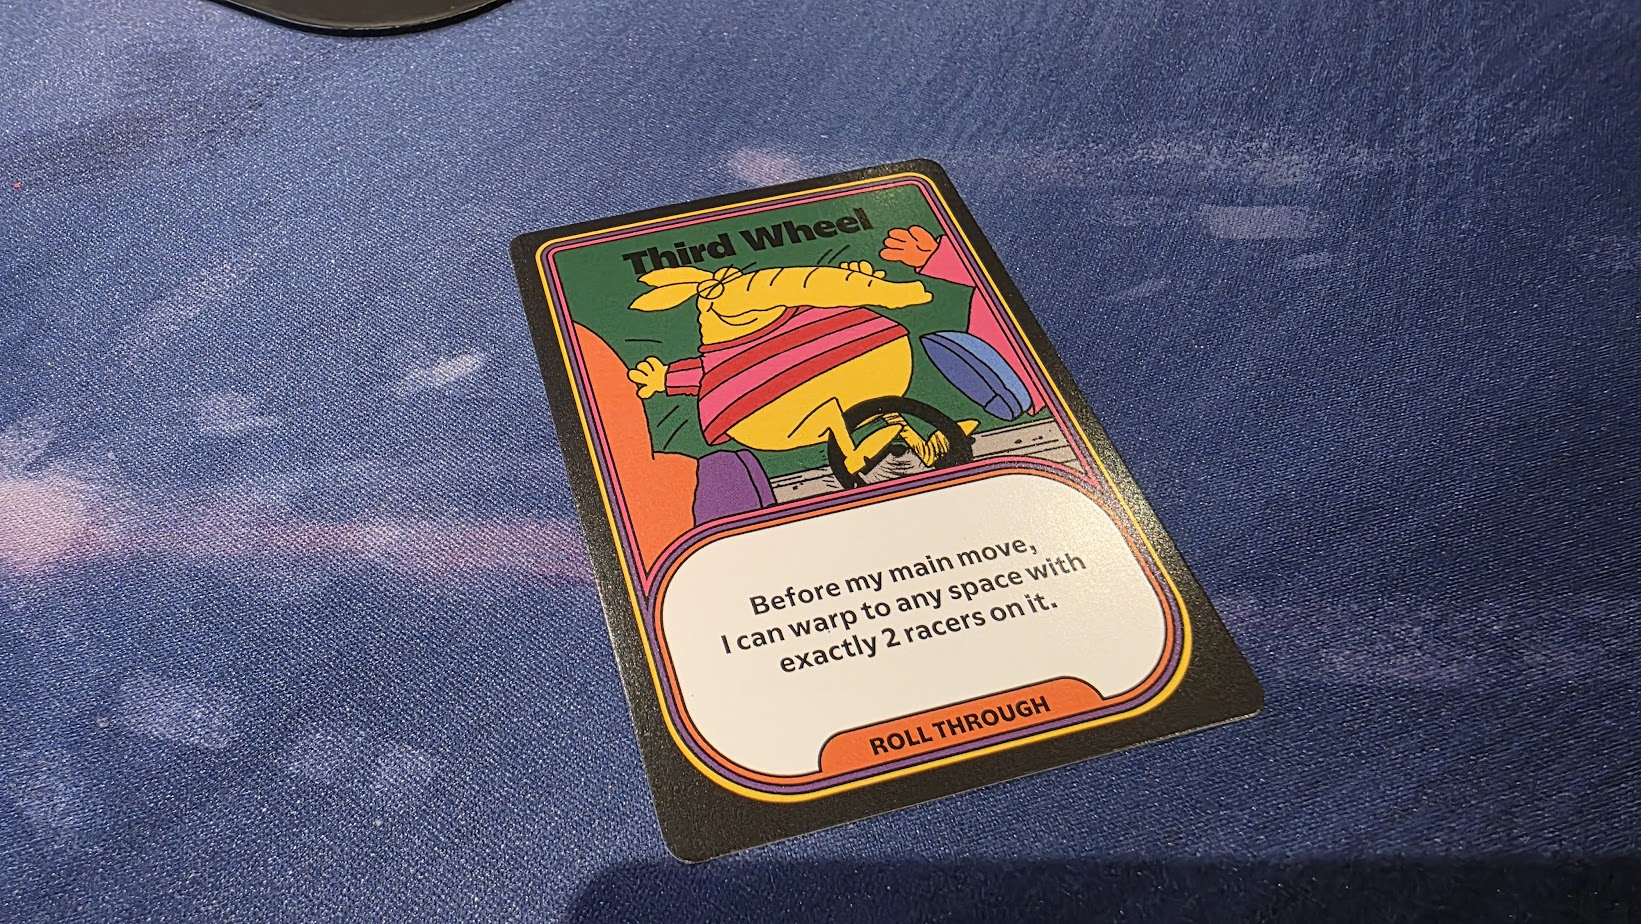 Third Wheel
Before my main move,
I can warp to any space with
exactly 2 racers on it.
ROLL THROUGH